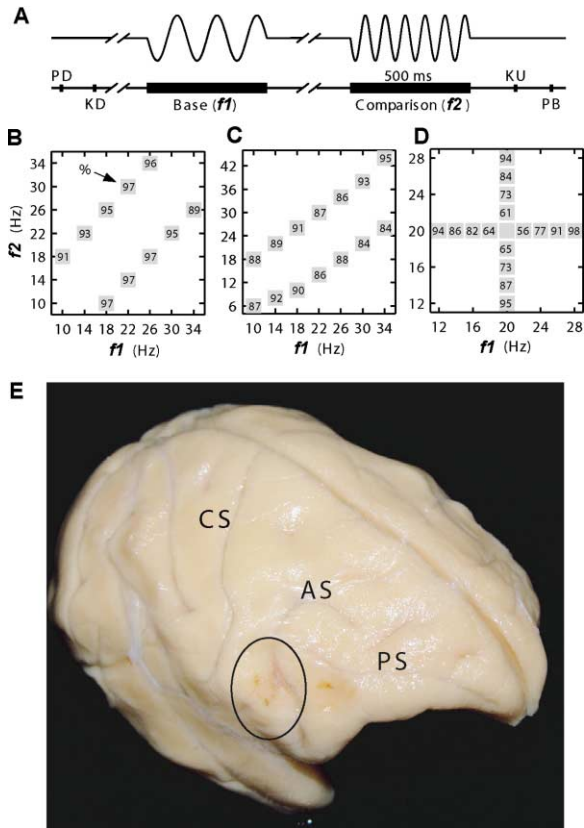 A
500 ms
PD
KD
Base (f1)
Comparison (f2)
KU
PB
B
f2 (Hz)
34
30
26
22
18
14
10
%
96
97
95 89
93 95
91 97
97
97
10 14 18 22 26 30 34
f1 (Hz)
C
42
36
30
24
18
12
6
95
93
86
87
91
89
88
84
84
88
86
90
92
87
10 14 18 22 26 30 34
f1 (Hz)
D
28
24
20
16
12
94
84
73
61
94 86 82 64 56 77 91 98
65
73
87
95
12 16 20 24 28
f1 (Hz)
E
CS
AS
PS